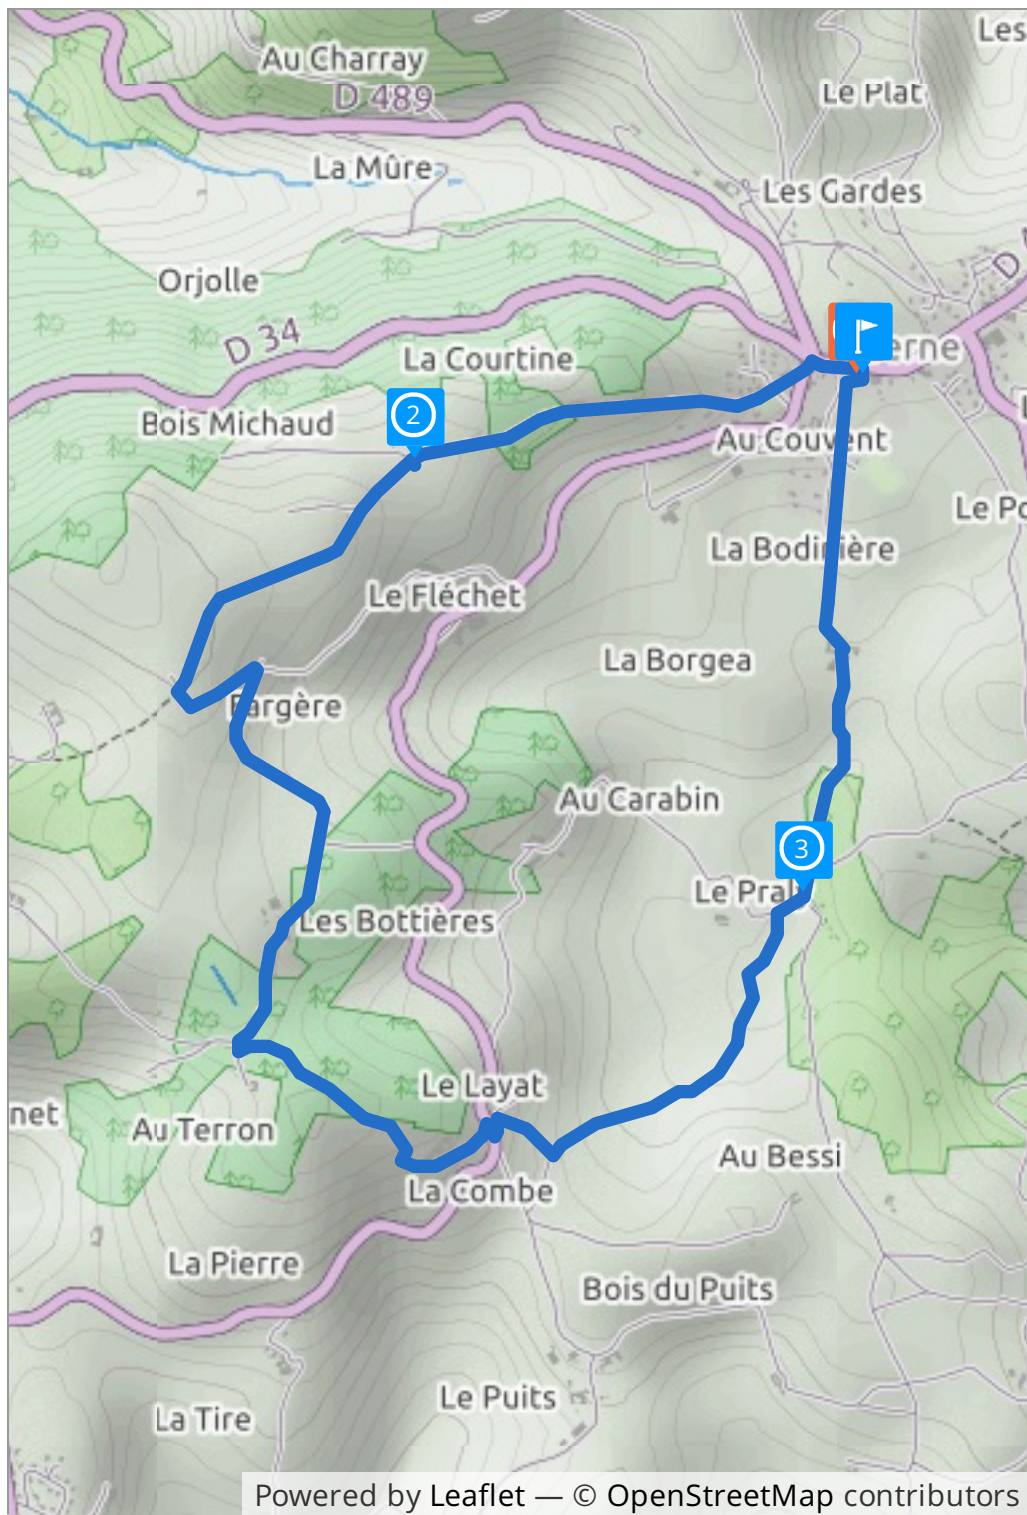 Les
Au Charray
D 489
Le Plat
La Mûre
Les Gardes
Orjolle
D
D 34
La Courtine
erne
2
Bois Michaud
Au Couvent
Le Po
La Bodinière
Le Fléchet
La Borgea
Fargère
Au Carabin
3
Le Pral
Les Bottières
Le Layat
net
Au Terron
Au Bessi
La Combe
La Pierre
Bois du Puits
Le Puits
La Tire
Powered by Leaflet — © OpenStreetMap contributors